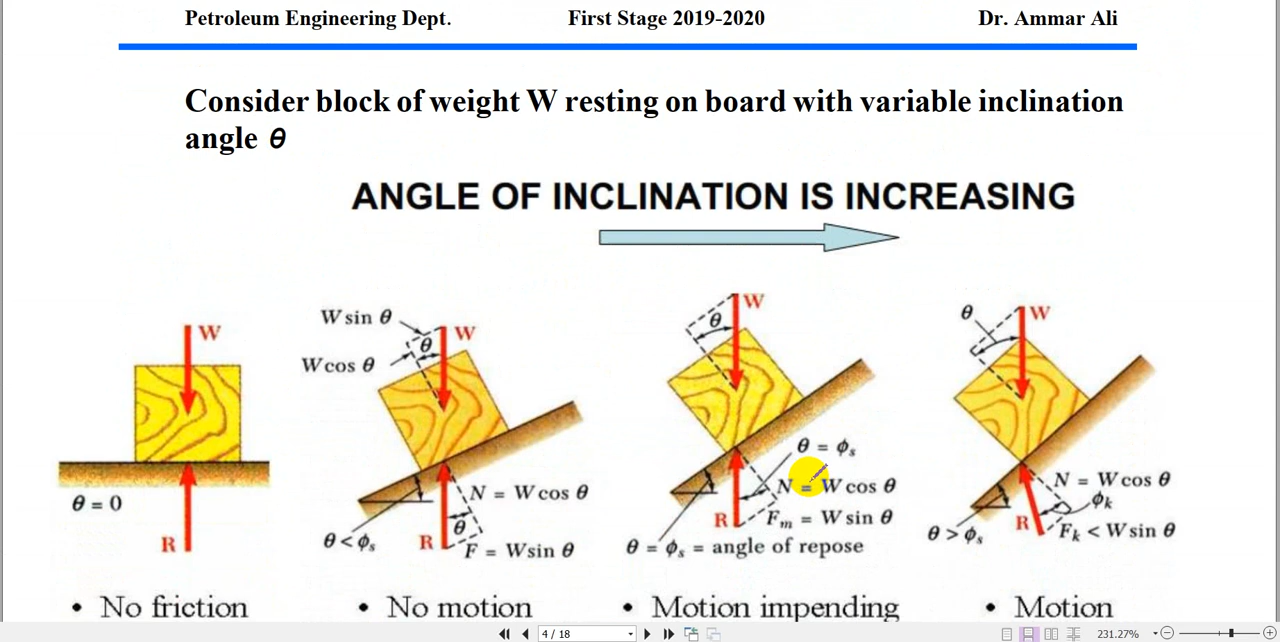 Petroleum Engineering Dept. First Stage 2019-2020 Dr. Ammar Ali
Consider block of weight W resting on board with variable inclination
angle θ
ANGLE OF INCLINATION IS INCREASING
W
θ = 0
R
• No friction
W sin θ
W
θ
W cos θ
N = W cos θ
θ
θ < ϕs
R
F = W sin θ
• No motion
W
θ
θ = ϕs
N = W cos θ
R
Fm = W sin θ
θ = ϕs = angle of repose
• Motion impending
θ
W
N = W cos θ
ϕk
R
θ > ϕs
Fk < W sin θ
• Motion
4 / 18
231.27%